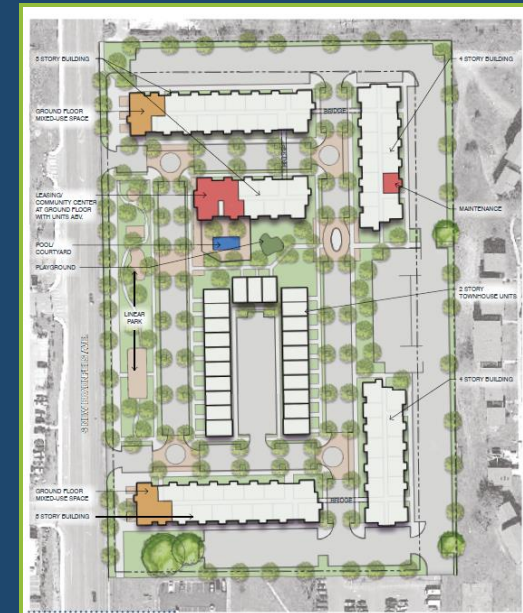 5 STORY BUILDING
4 STORY BUILDING
GROUND FLOOR
MIXED-USE SPACE
BRIDGE
BRIDGE
LEASING/
COMMUNITY CENTER
AT GROUND FLOOR
WITH UNITS ABV.
MAINTENANCE
POOL/
COURTYARD
PLAYGROUND
2 STORY
TOWNHOUSE UNITS
LINEAR
PARK
4 STORY BUILDING
GROUND FLOOR
MIXED-USE SPACE
BRIDGE
5 STORY BUILDING